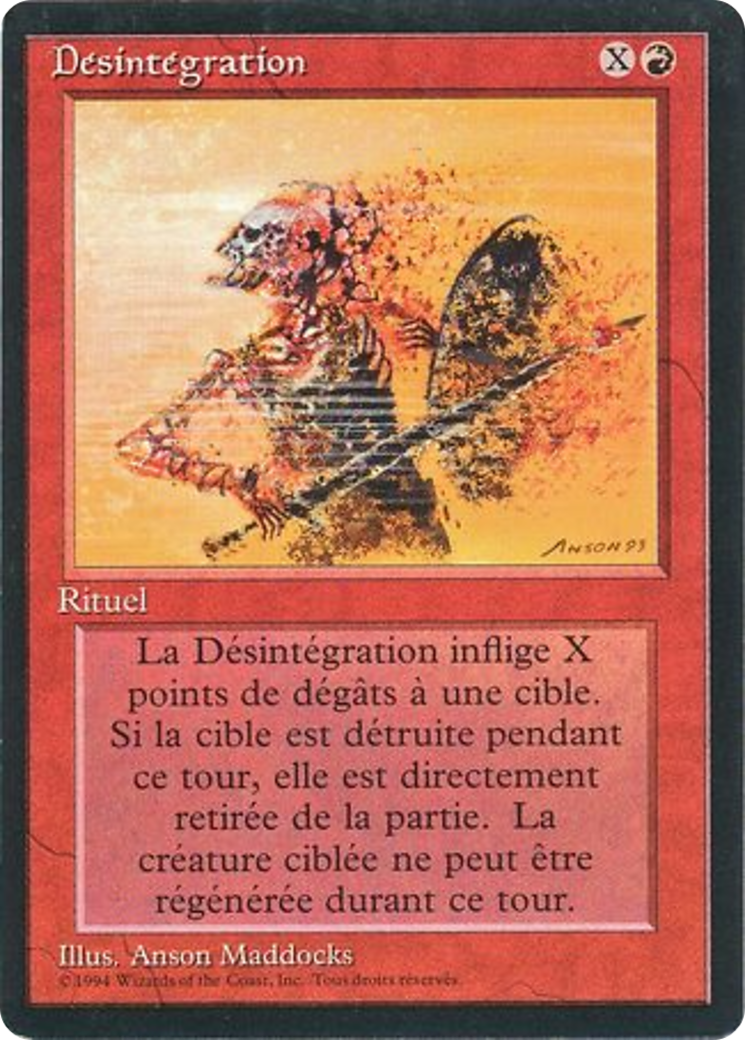 Désintégration
X
ANSON 93
Rituel
La Désintégration inflige X
points de dégâts à une cible.
Si la cible est détruite pendant
ce tour, elle est directement
retirée de la partie. La
créature ciblée ne peut être
régénérée durant ce tour.
Illus. Anson Maddocks
©1994 Wizards of the Coast, Inc. Tous droits réservés.